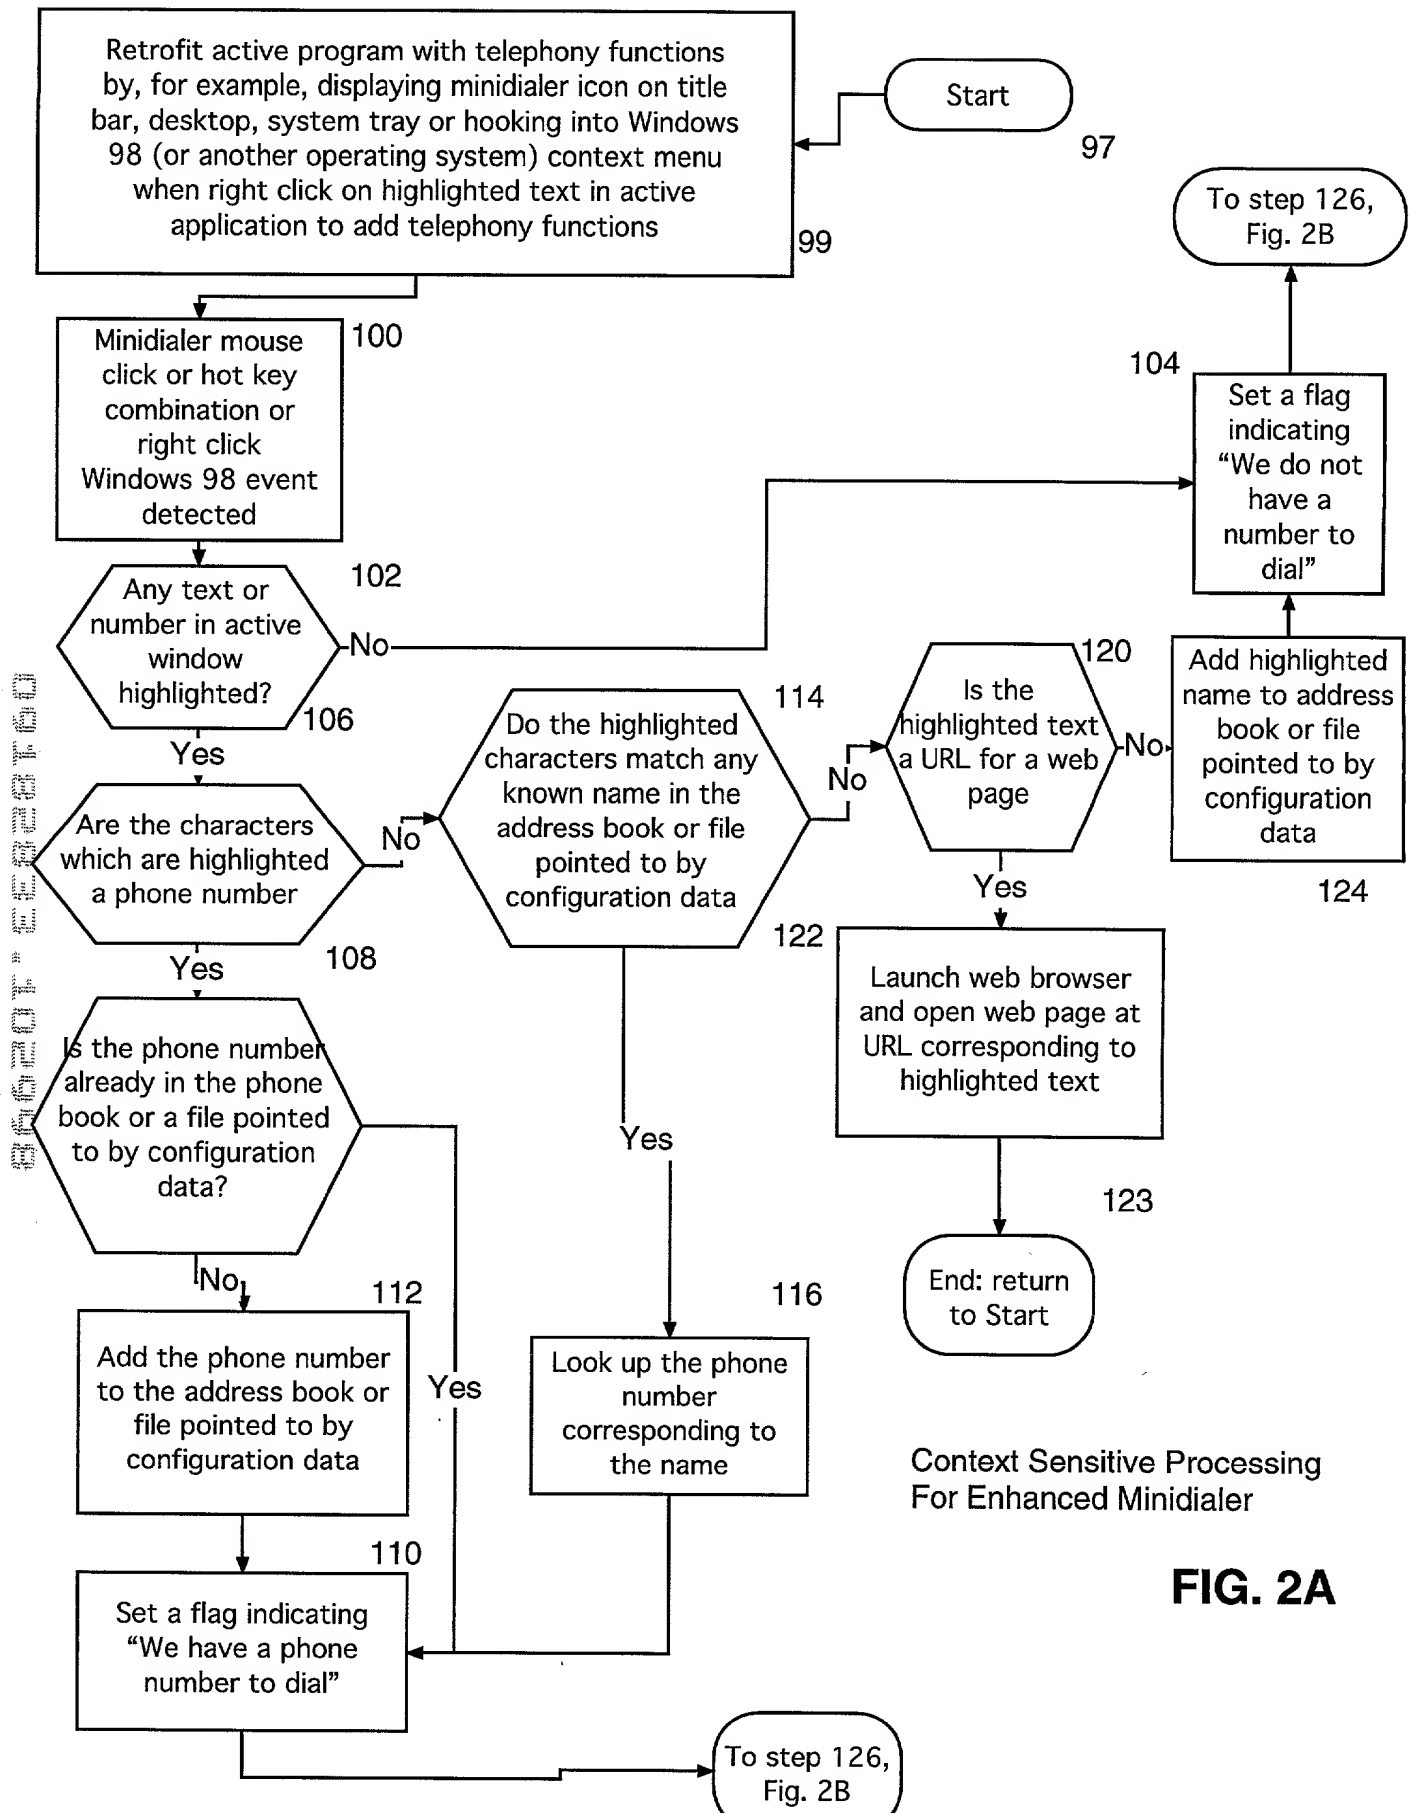 Retrofit active program with telephony functions
by, for example, displaying minidialer icon on title
bar, desktop, system tray or hooking into Windows
98 (or another operating system) context menu
when right click on highlighted text in active
application to add telephony functions
99
Start
97
To step 126,
Fig. 2B
100
Minidialer mouse
click or hot key
combination or
right click
Windows 98 event
detected
104
Set a flag
indicating
“We do not
have a
number to
dial”
102
Any text or
number in active
window
highlighted?
No
106
Yes
Are the characters
which are highlighted
a phone number
No
114
Do the highlighted
characters match any
known name in the
address book or file
pointed to by
configuration data
No
120
Is the
highlighted text
a URL for a web
page
No
Add highlighted
name to address
book or file
pointed to by
configuration
data
124
Yes
122
Launch web browser
and open web page at
URL corresponding to
highlighted text
123
End: return
to Start
108
Yes
Is the phone number
already in the phone
book or a file pointed
to by configuration
data?
Yes
No
112
Add the phone number
to the address book or
file pointed to by
configuration data
Yes
116
Look up the phone
number
corresponding to
the name
110
Set a flag indicating
“We have a phone
number to dial”
To step 126,
Fig. 2B
Context Sensitive Processing
For Enhanced Minidialer
FIG. 2A